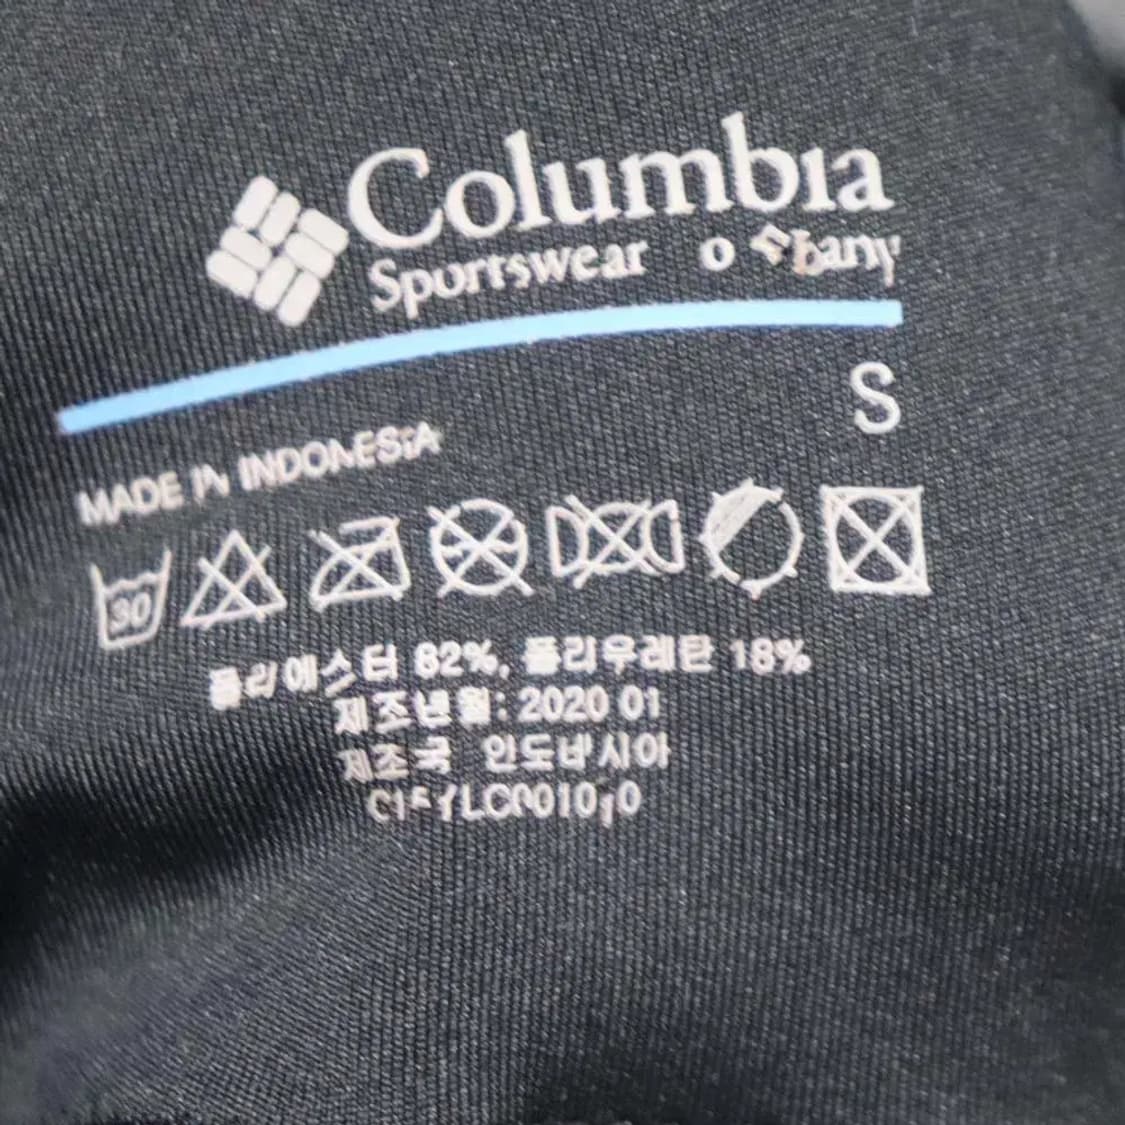 Columbia
Sportswear
S
MADE IN INDONESIA
30
폴리에스터 82%, 폴리우레탄 18%
제조년월: 2020 01
제조국 인도네시아